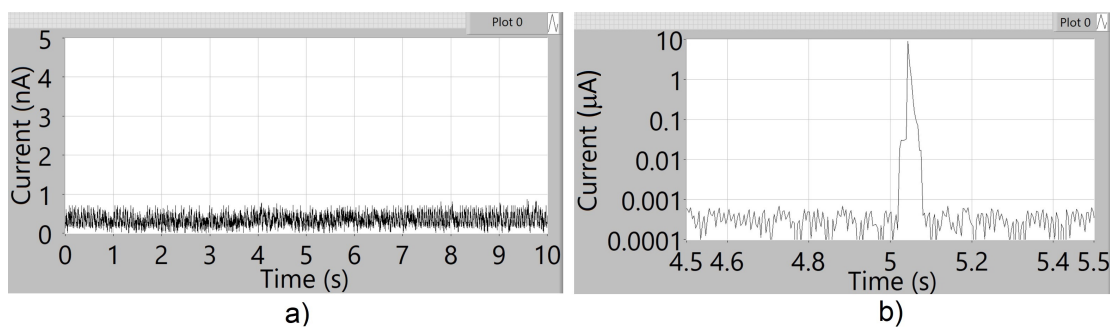 Plot 0
5
4
3
2
1
0
Current (nA)
0 1 2 3 4 5 6 7 8 9 10
Time (s)
a)
Plot 0
10
1
0.1
0.01
0.001
0.0001
Current (μA)
4.5 4.6 4.8 5 5.2 5.4 5.5
Time (s)
b)